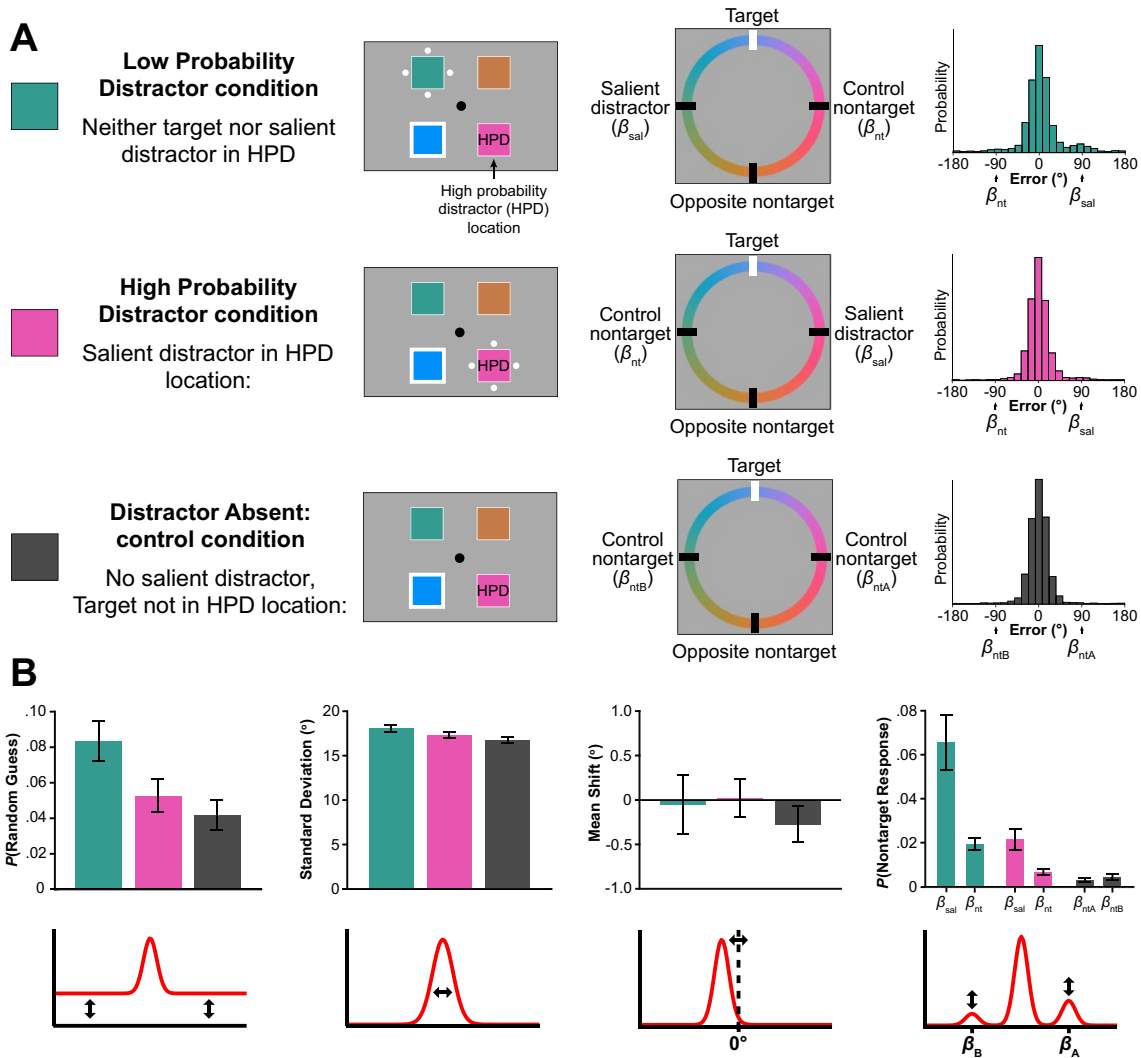 A
Low Probability
Distractor condition
Neither target nor salient
distractor in HPD
HPD
High probability
distractor (HPD)
location
Target
Salient
distractor
(βsal)
Control
nontarget
(βnt)
Opposite nontarget
Probability
-180 -90 0 90 180
Error (°)
βnt βsal
High Probability
Distractor condition
Salient distractor in HPD
location:
HPD
Target
Control
nontarget
(βnt)
Salient
distractor
(βsal)
Opposite nontarget
Probability
-180 -90 0 90 180
Error (°)
βnt βsal
Distractor Absent:
control condition
No salient distractor,
Target not in HPD location:
HPD
Target
Control
nontarget
(βntB)
Control
nontarget
(βntA)
Opposite nontarget
Probability
-180 -90 0 90 180
Error (°)
βntB βntA
B
P(Random Guess)
.10
.08
.06
.04
.02
0
Standard Deviation (°)
20
15
10
5
0
Mean Shift (°)
1.0
0.5
0
-0.5
-1.0
P(Nontarget Response)
.08
.06
.04
.02
0
βsal βnt βsal βnt βntA βntB
0°
βB βA